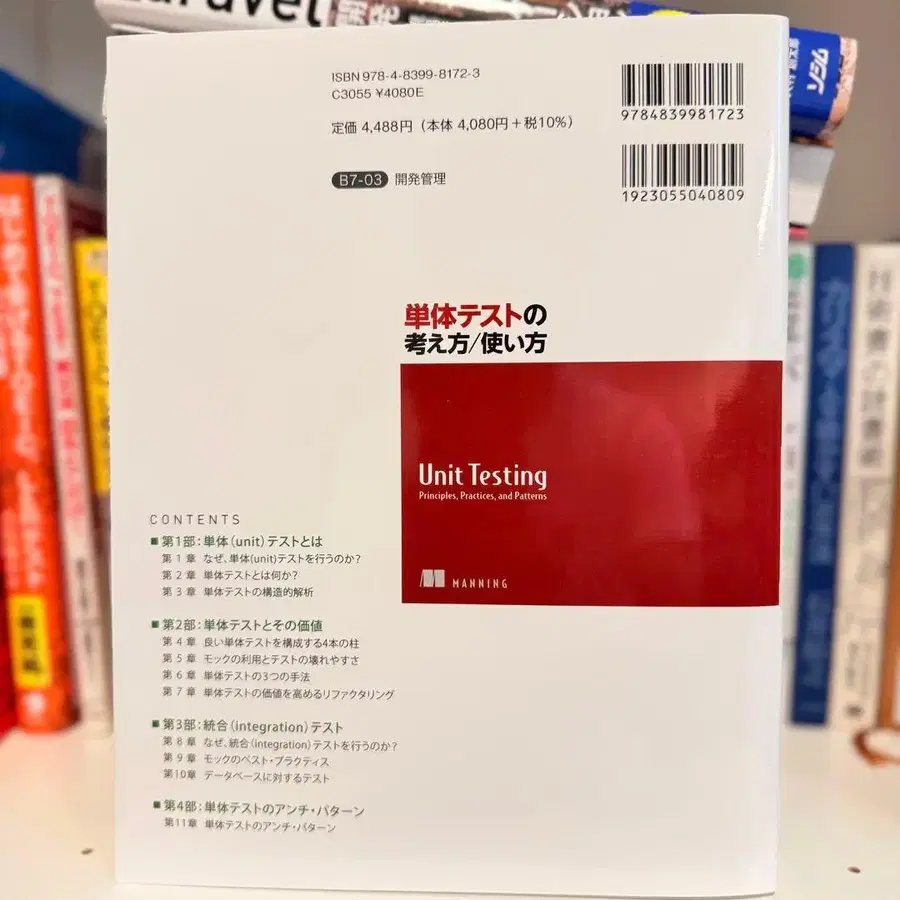 ISBN 978-4-8399-8172-3
C3055 ¥4080E
定価 4,488円（本体 4,080円＋税10％）
B7-03 開発管理
9784839981723
1923055040809
単体テストの
考え方/使い方
Unit Testing
Principles, Practices, and Patterns
MANNING
CONTENTS
■ 第1部：単体（unit）テストとは
第 1 章 なぜ、単体(unit)テストを行うのか？
第 2 章 単体テストとは何か？
第 3 章 単体テストの構造的解析
■ 第2部：単体テストとその価値
第 4 章 良い単体テストを構成する4本の柱
第 5 章 モックの利用とテストの壊れやすさ
第 6 章 単体テストの3つの手法
第 7 章 単体テストの価値を高めるリファクタリング
■ 第3部：統合（integration）テスト
第 8 章 なぜ、統合（integration）テストを行うのか？
第 9 章 モックのベスト・プラクティス
第10章 データベースに対するテスト
■ 第4部：単体テストのアンチ・パターン
第11章 単体テストのアンチ・パターン